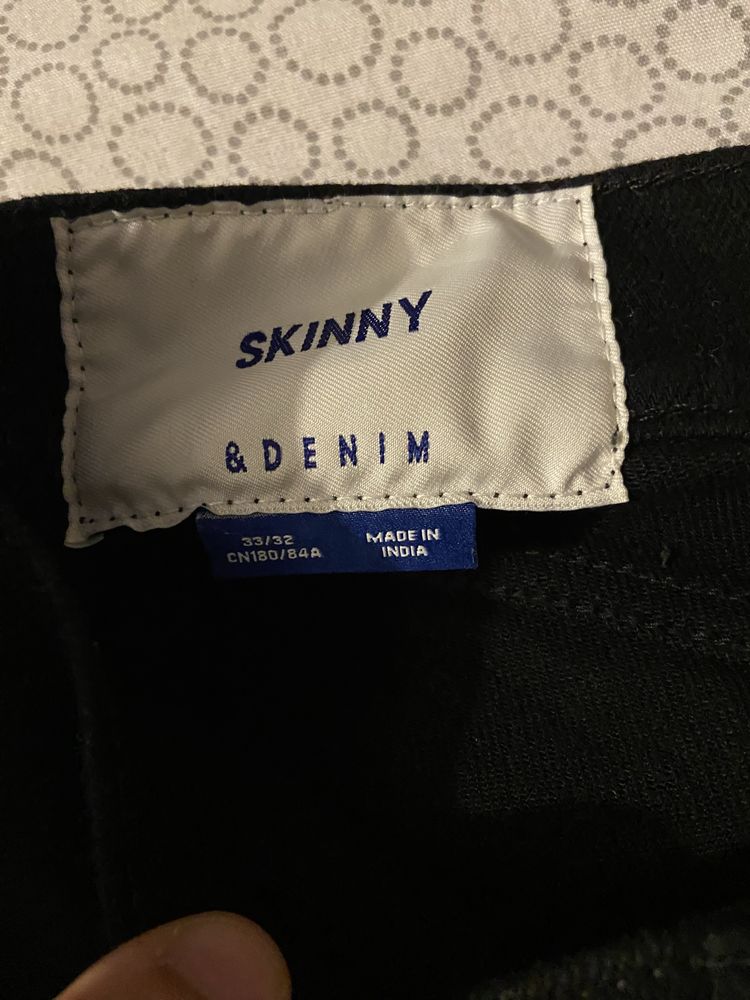 SKINNY
&DENIM
33/32
CN180/84A
MADE IN
INDIA